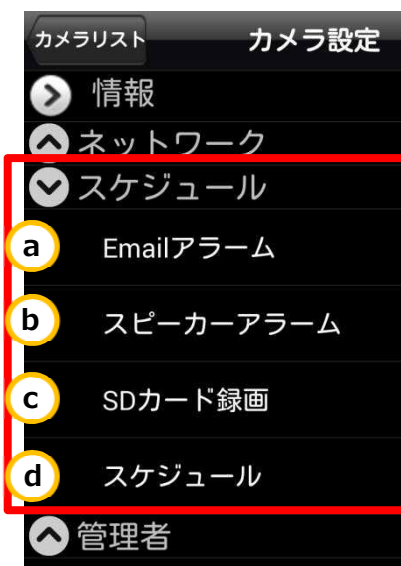 カメラリスト カメラ設定
情報
ネットワーク
スケジュール
a Emailアラーム
b スピーカーアラーム
c SDカード録画
d スケジュール
管理者